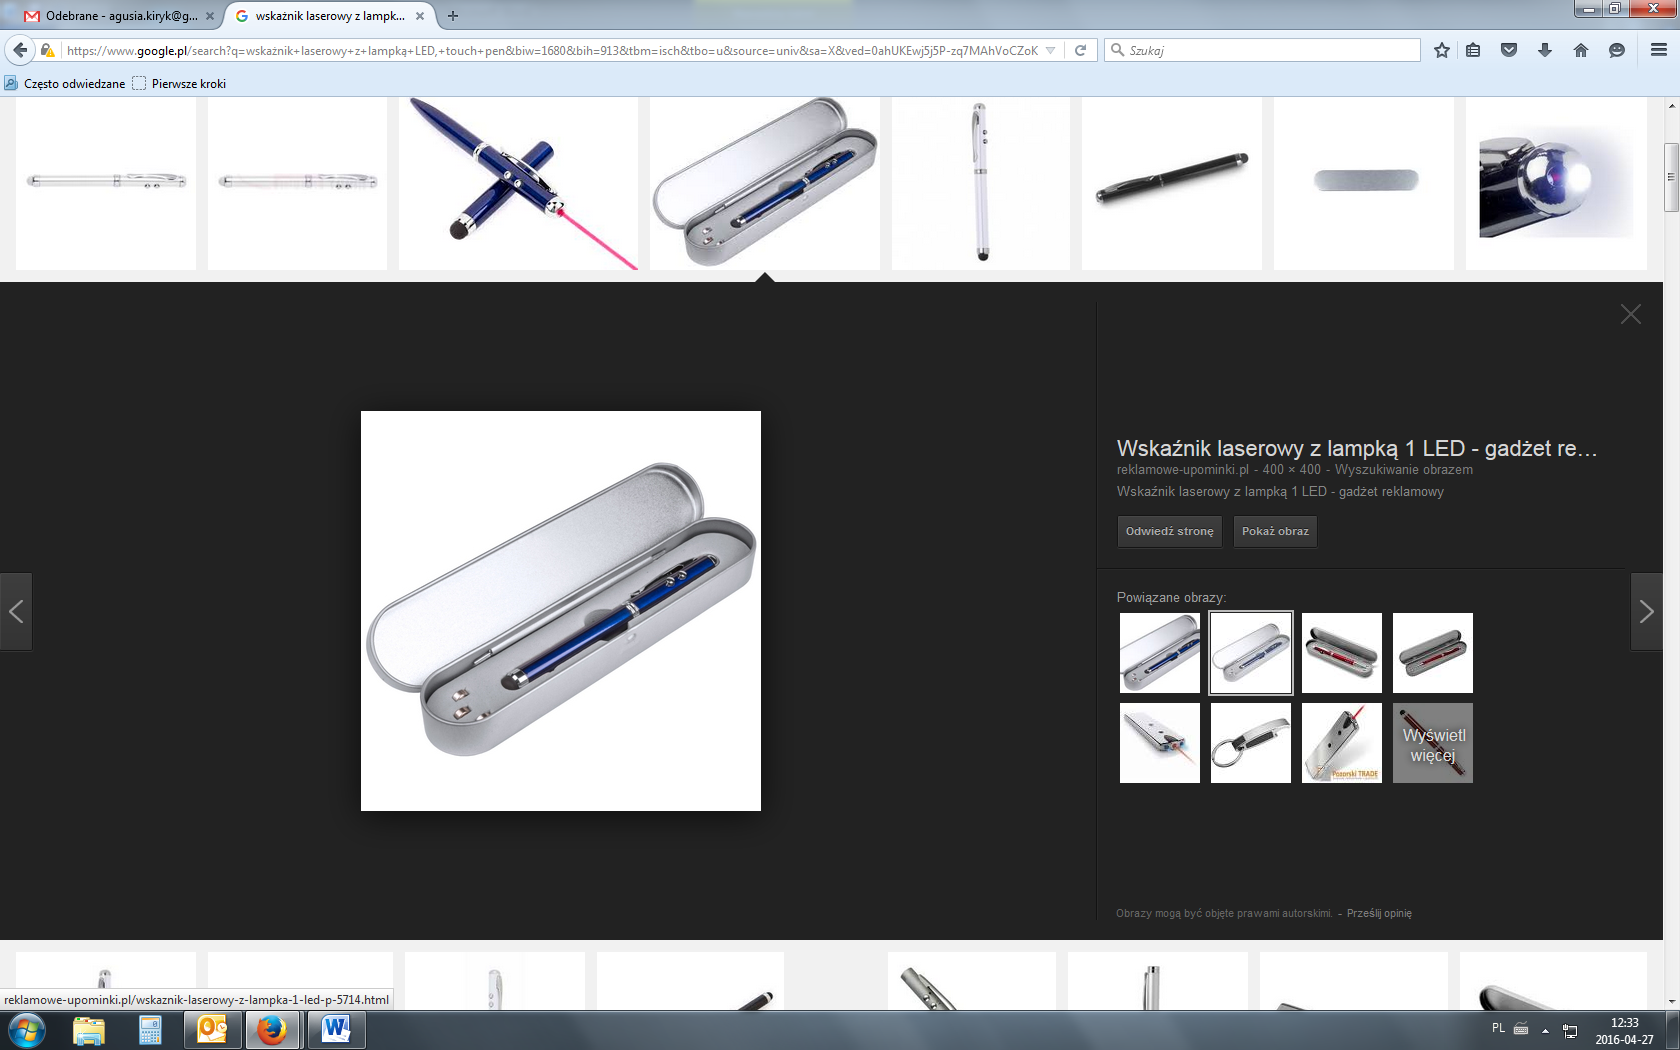 Odebrane - agusia.kiryk@g...
wskaźnik laserowy z lampk...
https://www.google.pl/search?q=wskaźnik+laserowy+z+lampką+LED,+touch+pen&biw=1680&bih=913&tbm=isch&tbo=u&source=univ&sa=X&ved=0ahUKEwj5j5P-zq7MAhVoCZoK
Szukaj
Często odwiedzane
Pierwsze kroki
Wskaźnik laserowy z lampką 1 LED - gadżet re…
reklamowe-upominki.pl - 400 × 400 - Wyszukiwanie obrazem
Wskaźnik laserowy z lampką 1 LED - gadżet reklamowy
Odwiedź stronę
Pokaż obraz
Powiązane obrazy:
Pozorski TRADE
Wyświetl
więcej
Obrazy mogą być objęte prawami autorskimi. - Prześlij opinię
reklamowe-upominki.pl/wskaznik-laserowy-z-lampka-1-led-p-5714.html
PL
12:33
2016-04-27